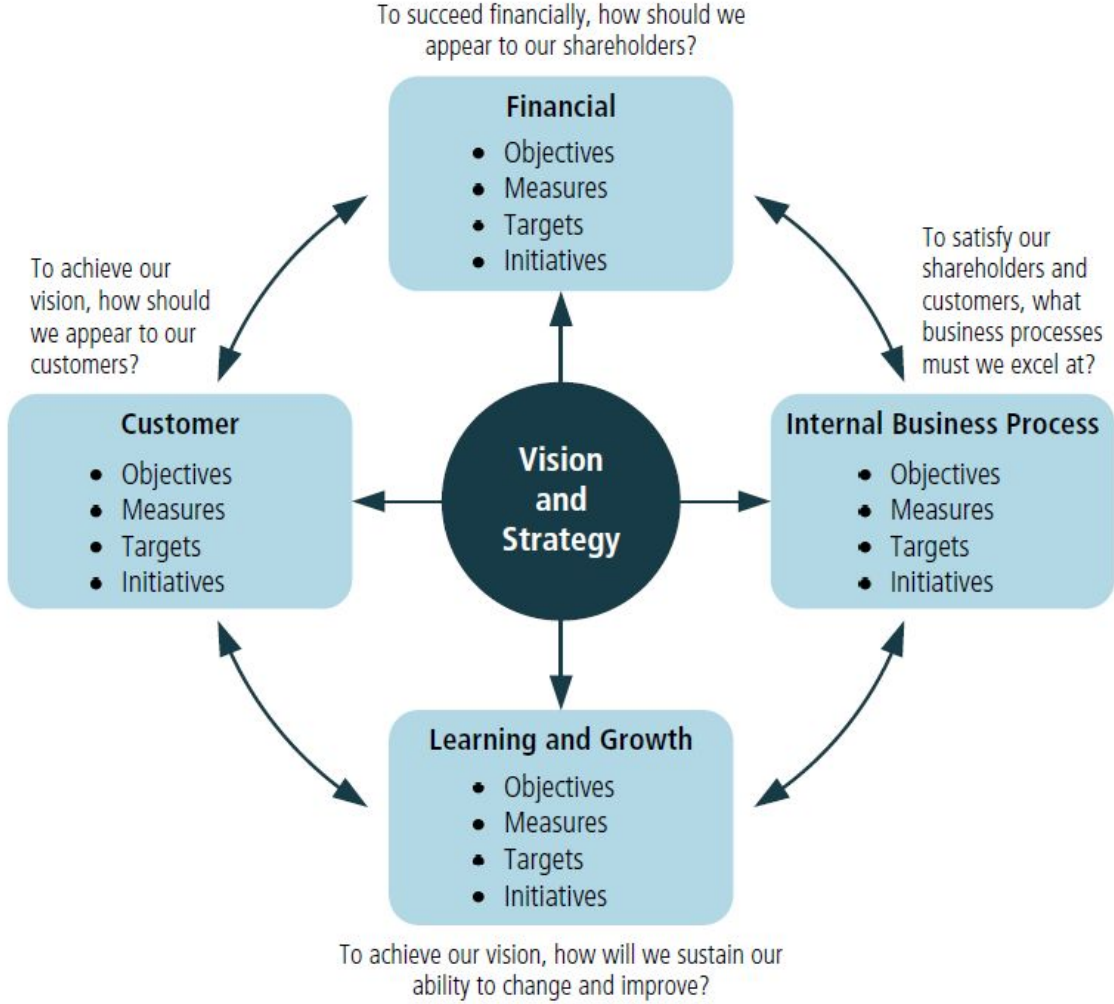 To succeed financially, how should we
appear to our shareholders?
Financial
• Objectives
• Measures
• Targets
• Initiatives
To achieve our
vision, how should
we appear to our
customers?
To satisfy our
shareholders and
customers, what
business processes
must we excel at?
Customer
• Objectives
• Measures
• Targets
• Initiatives
Vision
and
Strategy
Internal Business Process
• Objectives
• Measures
• Targets
• Initiatives
Learning and Growth
• Objectives
• Measures
• Targets
• Initiatives
To achieve our vision, how will we sustain our
ability to change and improve?